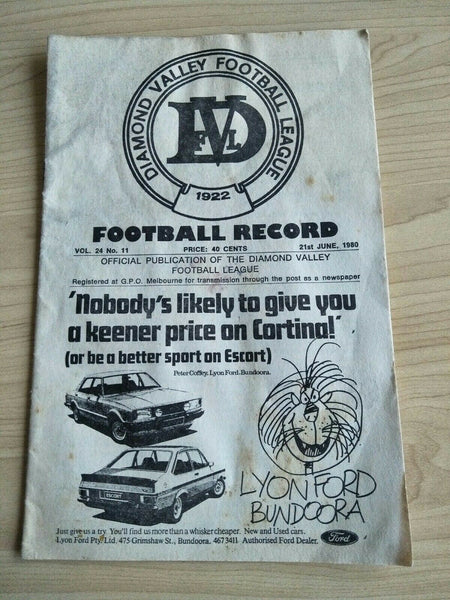 DIAMOND VALLEY FOOTBALL LEAGUE
DVFL
1922
FOOTBALL RECORD
VOL. 24 No. 11 PRICE: 40 CENTS 21st JUNE, 1980
OFFICIAL PUBLICATION OF THE DIAMOND VALLEY
FOOTBALL LEAGUE
Registered at G.P.O. Melbourne for transmission through the post as a newspaper
'Nobody's likely to give you
a keener price on Cortina!'
(or be a better sport on Escort)
Peter Coffey. Lyon Ford. Bundoora.
ESCORT
LYON FORD
BUNDOORA
Just give us a try. You'll find us more than a whisker cheaper. New and Used cars.
Lyon Ford Pty. Ltd. 475 Grimshaw St., Bundoora. 467 3411 Authorised Ford Dealer.
Ford